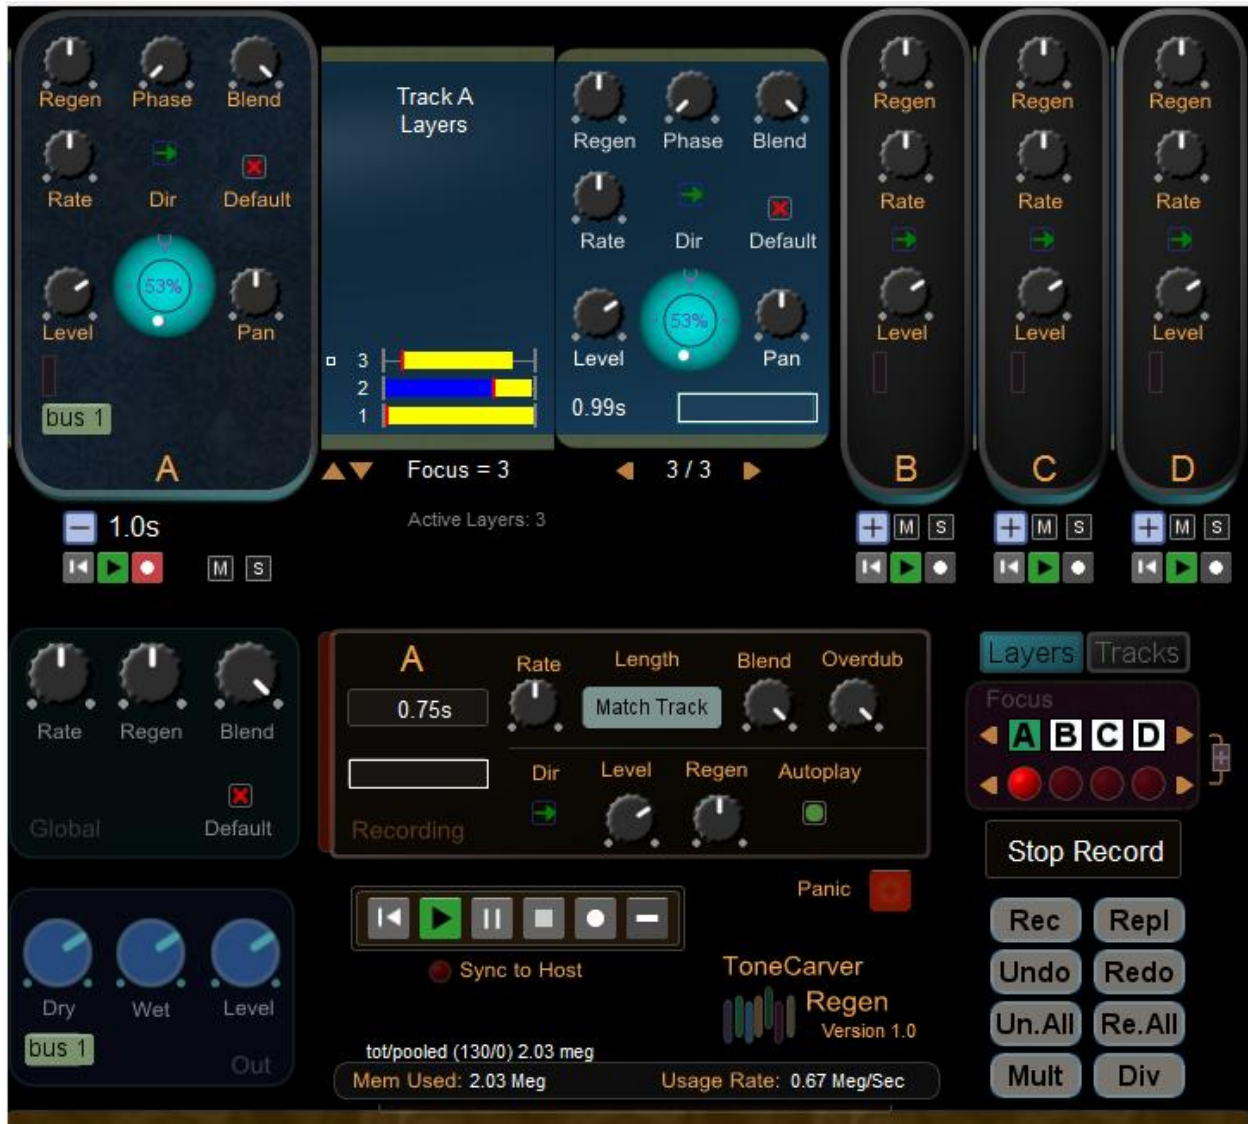 Regen Phase Blend
Rate Dir Default
53%
Level Pan
bus 1
A
1.0s
M S
Track A
Layers
3
2
1
Focus = 3
Active Layers: 3
Regen Phase Blend
Rate Dir Default
53%
Level Pan
0.99s
3 / 3
Regen
Rate
Level
B
M S
Regen
Rate
Level
C
M S
Regen
Rate
Level
D
M S
Rate Regen Blend
Global Default
A Rate Length Blend Overdub
0.75s Match Track
Dir Level Regen Autoplay
Recording
Layers Tracks
Focus
A B C D
Stop Record
Panic
Rec Repl
Undo Redo
Un.All Re.All
Mult Div
Sync to Host
ToneCarver
Regen
Version 1.0
Dry Wet Level
bus 1 Out
tot/pooled (130/0) 2.03 meg
Mem Used: 2.03 Meg Usage Rate: 0.67 Meg/Sec